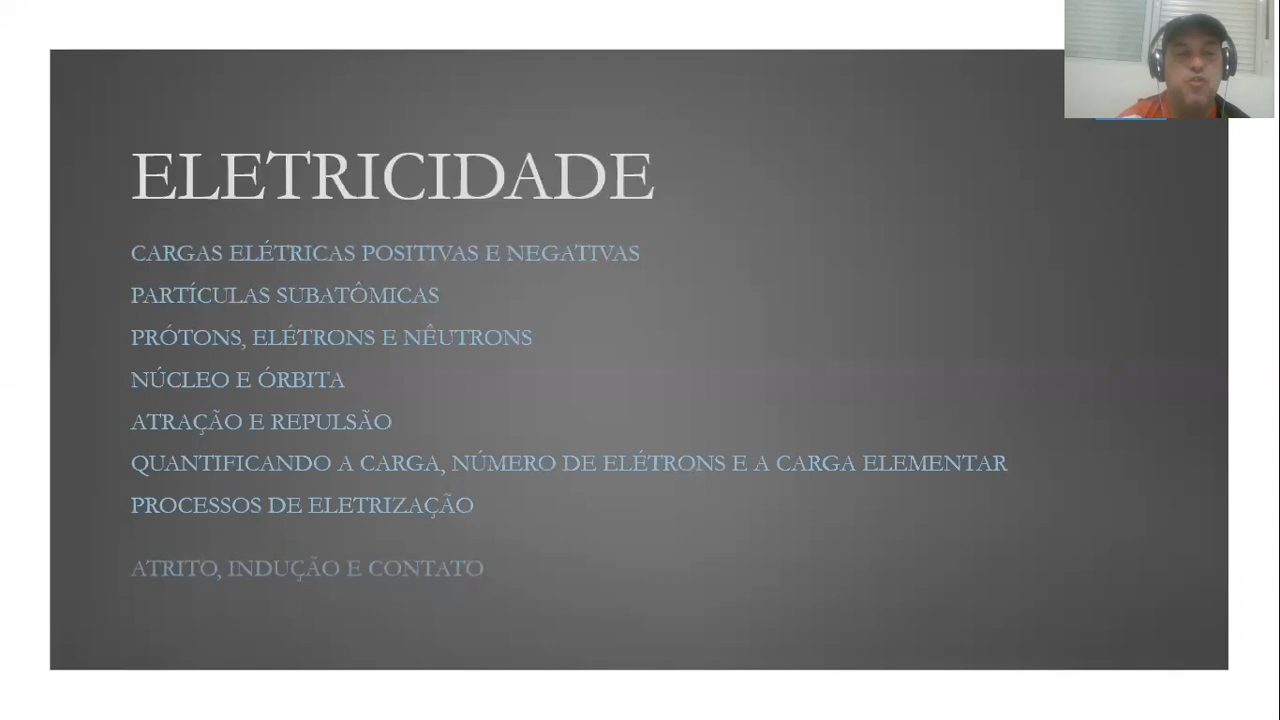 ELETRICIDADE
CARGAS ELÉTRICAS POSITIVAS E NEGATIVAS
PARTÍCULAS SUBATÔMICAS
PRÓTONS, ELÉTRONS E NÊUTRONS
NÚCLEO E ÓRBITA
ATRAÇÃO E REPULSÃO
QUANTIFICANDO A CARGA, NÚMERO DE ELÉTRONS E A CARGA ELEMENTAR
PROCESSOS DE ELETRIZAÇÃO
ATRITO, INDUÇÃO E CONTATO